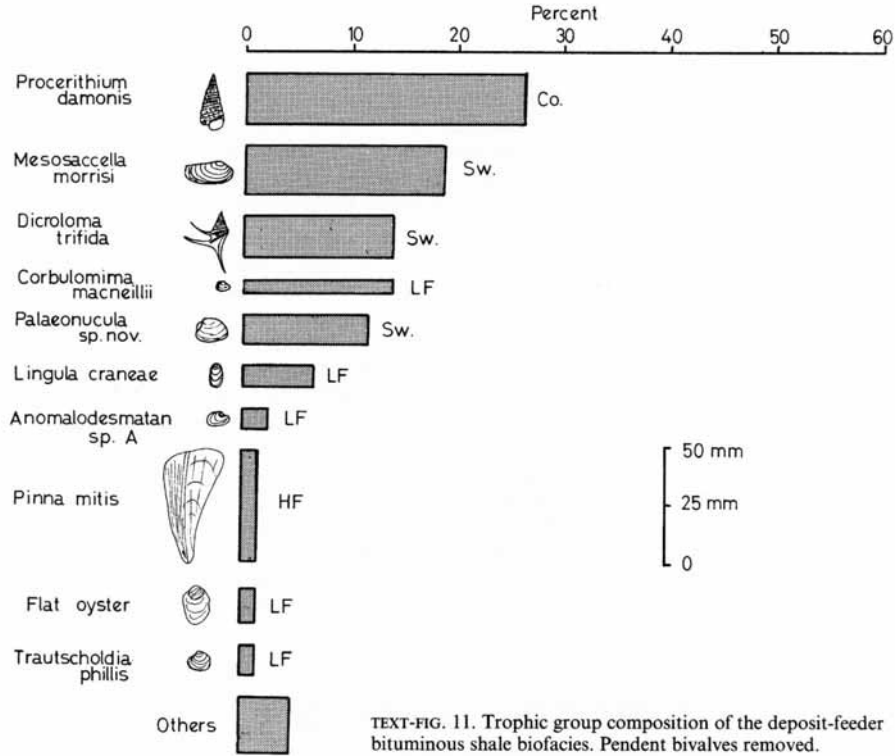 Percent
0 10 20 30 40 50 60
Procerithium
damonis
Co.
Mesosaccella
morrisi
Sw.
Dicroloma
trifida
Sw.
Corbulomima
macneillii
LF
Palaeonucula
sp. nov.
Sw.
Lingula craneae
LF
Anomalodesmatan
sp. A
LF
Pinna mitis
HF
50 mm
25 mm
0
Flat oyster
LF
Trautscholdia
phillis
LF
Others
TEXT-FIG. 11. Trophic group composition of the deposit-feeder
bituminous shale biofacies. Pendent bivalves removed.